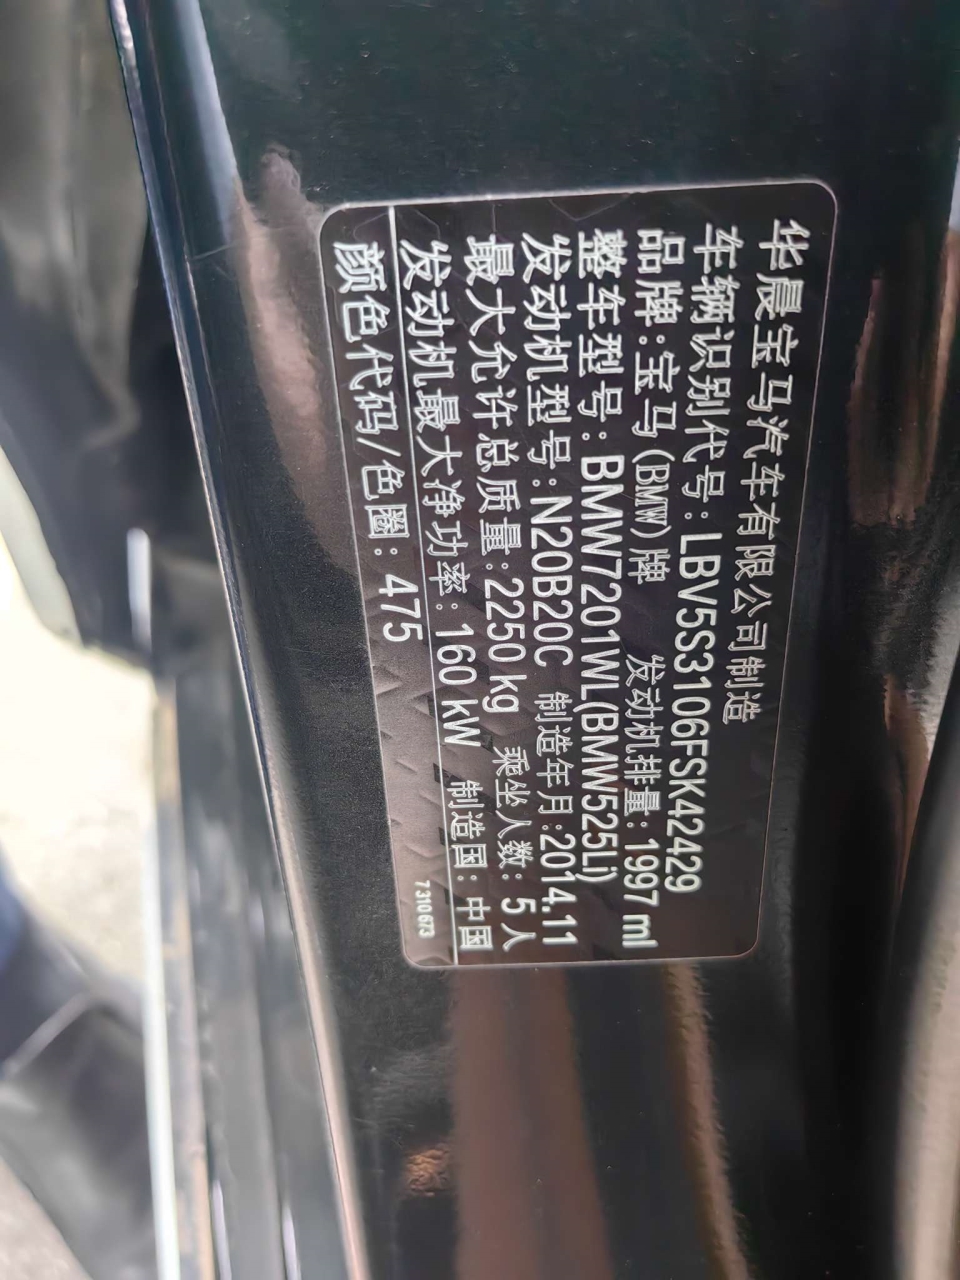 华晨宝马汽车有限公司制造
车辆识别代号：LBV5S3106FSK42429
品牌：宝马(BMW)牌 发动机排量：1997 ml
整车型号：BMW7201WL(BMW525Li)
发动机型号：N20B20C 制造年月：2014.11
最大允许总质量：2250 kg 乘坐人数：5人
发动机最大净功率：160 kW 制造国：中国
颜色代码/色圈：475 7 310 673